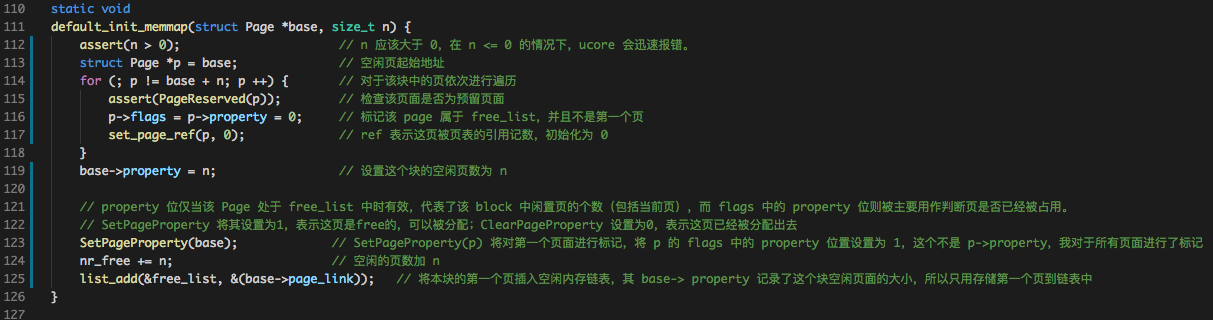 110 static void
111 default_init_memmap(struct Page *base, size_t n) {
112     assert(n > 0);                      // n 应该大于 0，在 n <= 0 的情况下，ucore 会迅速报错。
113     struct Page *p = base;              // 空闲页起始地址
114     for (; p != base + n; p ++) {       // 对于该块中的页依次进行遍历
115         assert(PageReserved(p));        // 检查该页面是否为预留页面
116         p->flags = p->property = 0;     // 标记该 page 属于 free_list，并且不是第一个页
117         set_page_ref(p, 0);             // ref 表示这页被页表的引用记数，初始化为 0
118     }
119     base->property = n;                 // 设置这个块的空闲页数为 n
120
121     // property 位仅当该 Page 处于 free_list 中时有效，代表了该 block 中闲置页的个数（包括当前页），而 flags 中的 property 位则被主要用作判断页是否已经被占用。
122     // SetPageProperty 将其设置为1，表示这页是free的，可以被分配；ClearPageProperty 设置为0，表示这页已经被分配出去
123     SetPageProperty(base);             // SetPageProperty(p) 将对第一个页面进行标记，将 p 的 flags 中的 property 位置设置为 1，这个不是 p->property，我对于所有页面进行了标记
124     nr_free += n;                      // 空闲的页数加 n
125     list_add(&free_list, &(base->page_link));   // 将本块的第一个页插入空闲内存链表，其 base-> property 记录了这个块空闲页面的大小，所以只用存储第一个页到链表中
126 }
127